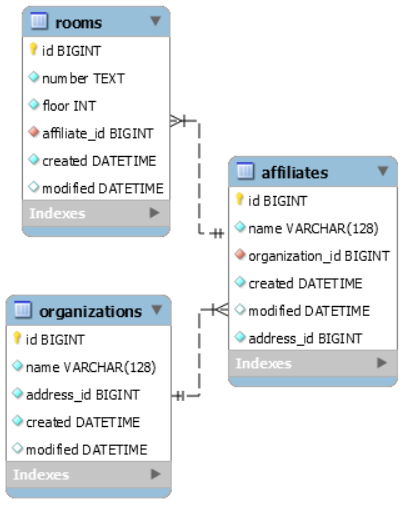 rooms
id BIGINT
number TEXT
floor INT
affiliate_id BIGINT
created DATETIME
modified DATETIME
Indexes
affiliates
id BIGINT
name VARCHAR(128)
organization_id BIGINT
created DATETIME
modified DATETIME
address_id BIGINT
Indexes
organizations
id BIGINT
name VARCHAR(128)
address_id BIGINT
created DATETIME
modified DATETIME
Indexes